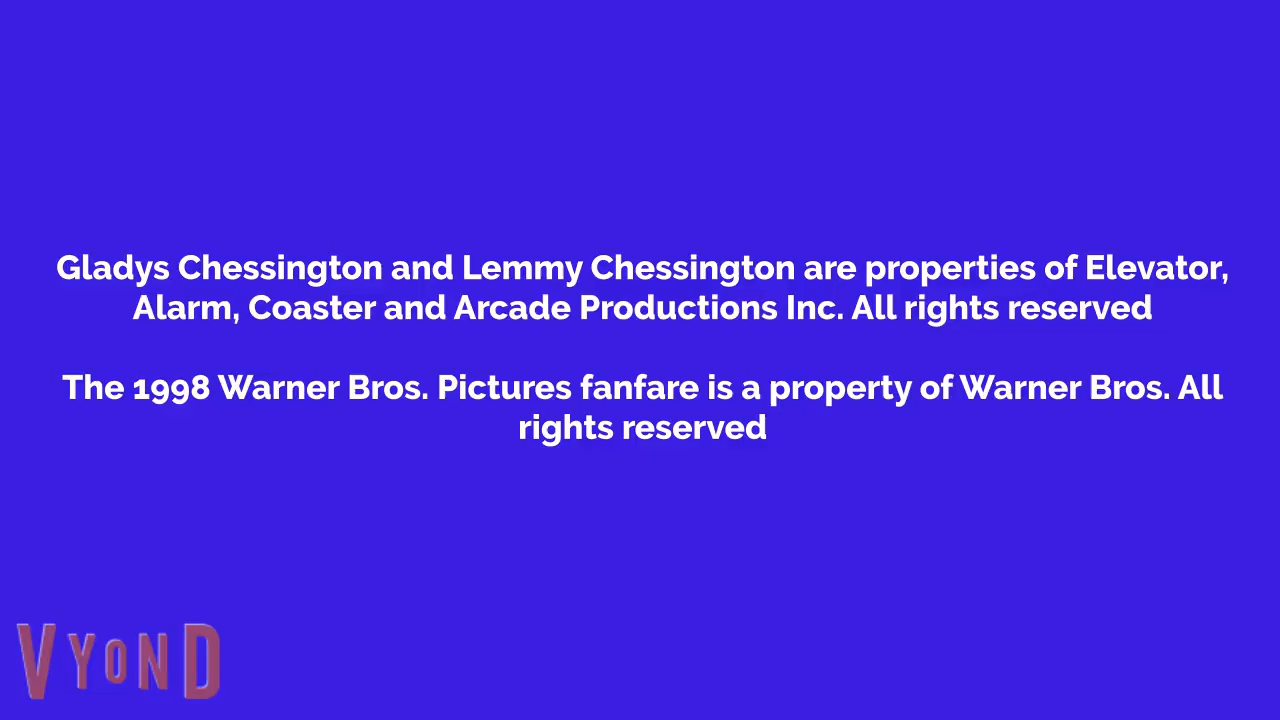 Gladys Chessington and Lemmy Chessington are properties of Elevator,
Alarm, Coaster and Arcade Productions Inc. All rights reserved
The 1998 Warner Bros. Pictures fanfare is a property of Warner Bros. All
rights reserved
VYOND